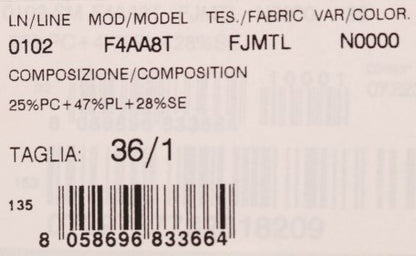 LN/LINE MOD/MODEL TES./FABRIC VAR/COLOR.
0102 F4AA8T FJMTL N0000
COMPOSIZIONE/COMPOSITION
25%PC+47%PL+28%SE
TAGLIA: 36/1
135
8 058696 833664